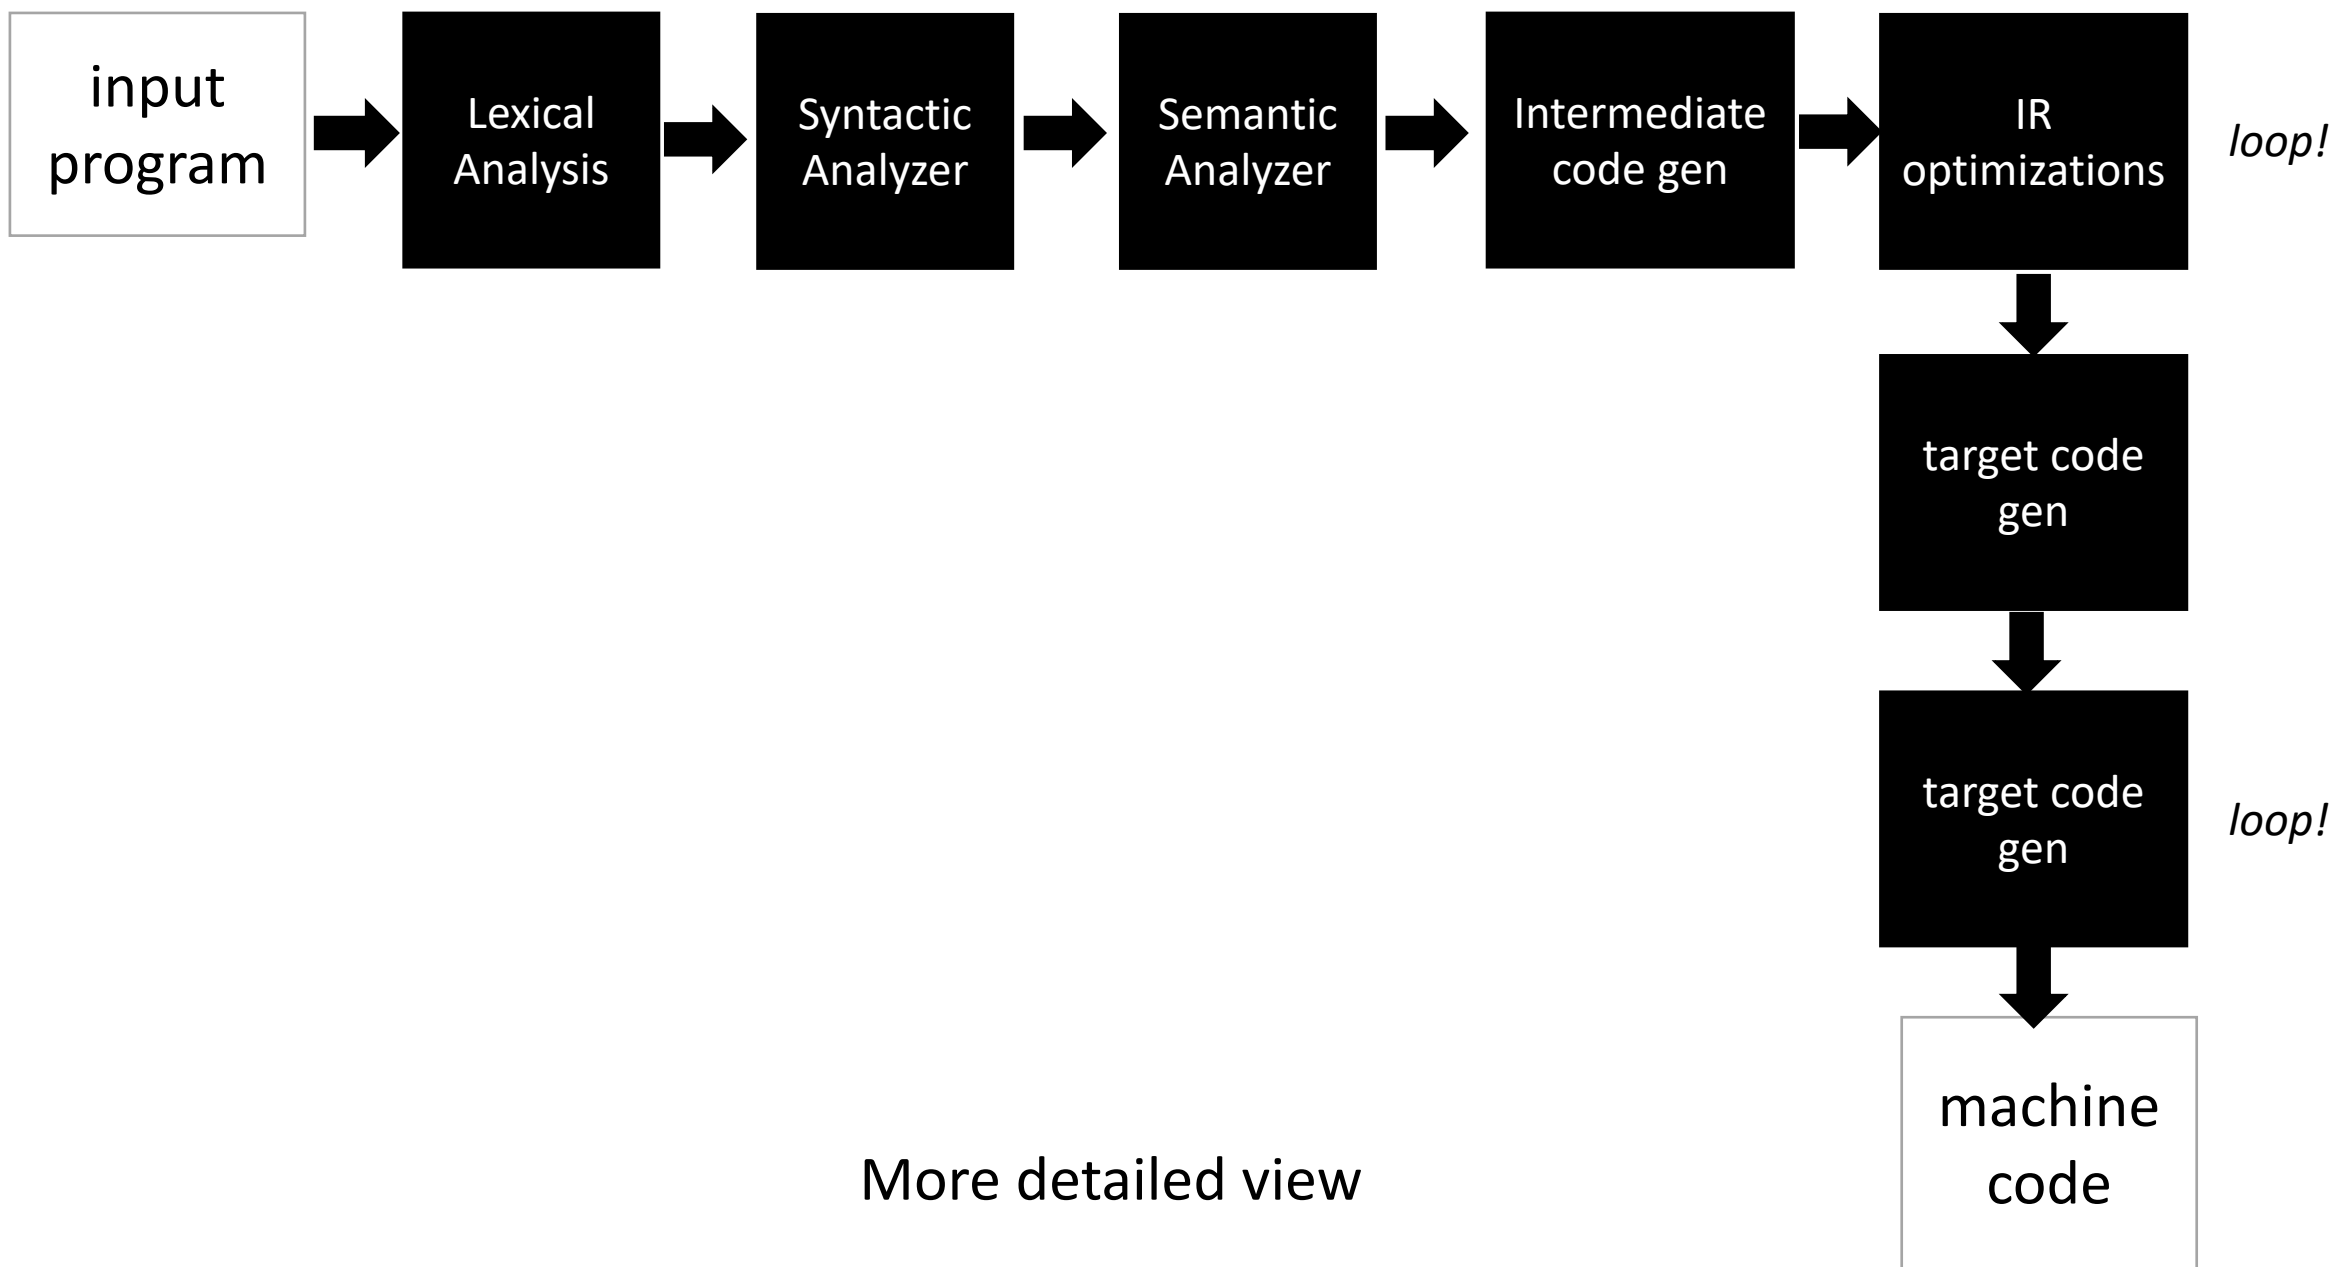 input
program
Lexical
Analysis
Syntactic
Analyzer
Semantic
Analyzer
Intermediate
code gen
IR
optimizations
loop!
target code
gen
target code
gen
loop!
machine
code
More detailed view